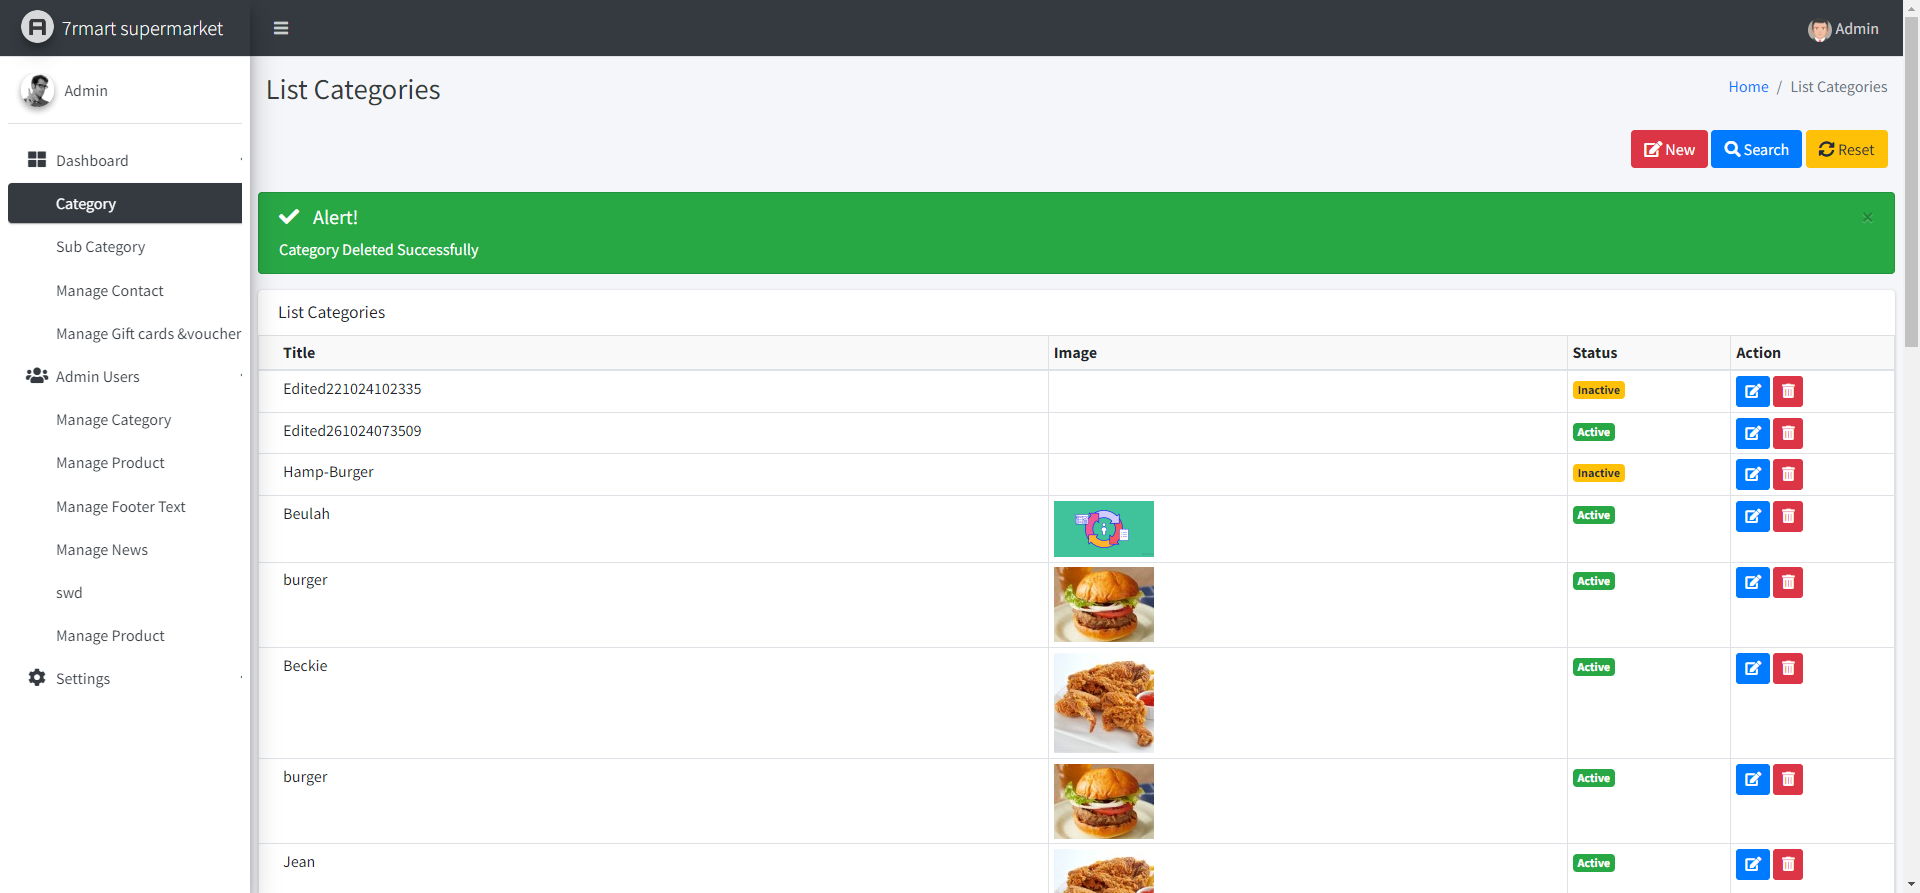 7rmart supermarket
Admin
Admin
Dashboard
Category
Sub Category
Manage Contact
Manage Gift cards &voucher
Admin Users
Manage Category
Manage Product
Manage Footer Text
Manage News
swd
Manage Product
Settings
List Categories
Home / List Categories
New Search Reset
Alert!
×
Category Deleted Successfully
List Categories
Title Image Status Action
Edited221024102335 Inactive
Edited261024073509 Active
Hamp-Burger Inactive
Beulah Active
burger Active
Beckie Active
burger Active
Jean Active